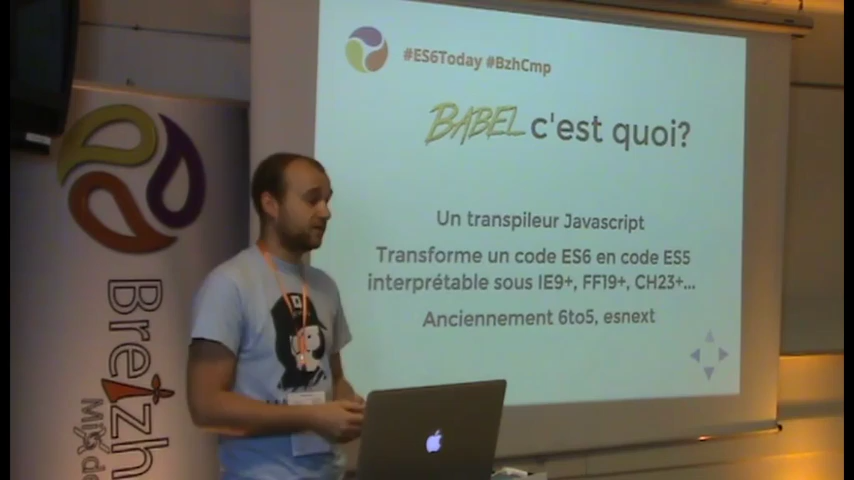 #ES6Today #BzhCmp
BABEL c'est quoi?
Un transpileur Javascript
Transforme un code ES6 en code ES5
interprétable sous IE9+, FF19+, CH23+...
Anciennement 6to5, esnext
Breizh